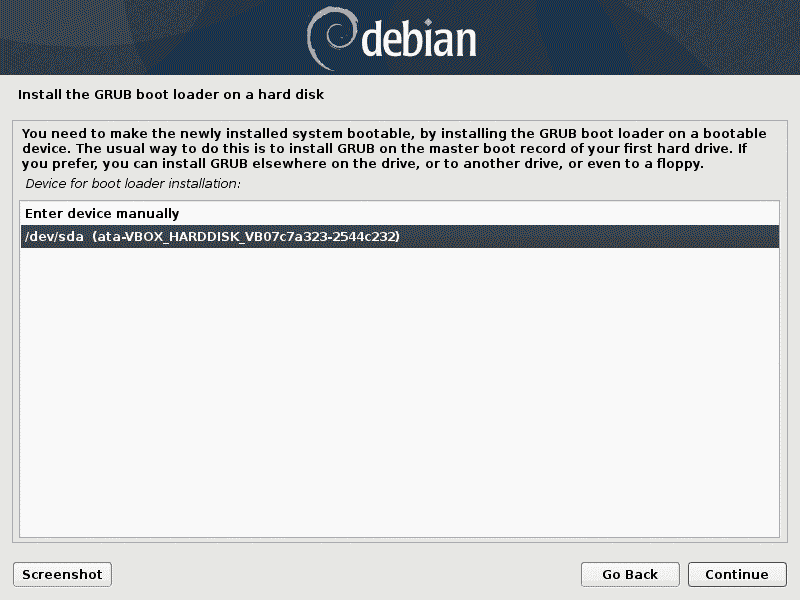 debian
Install the GRUB boot loader on a hard disk
You need to make the newly installed system bootable, by installing the GRUB boot loader on a bootable
device. The usual way to do this is to install GRUB on the master boot record of your first hard drive. If
you prefer, you can install GRUB elsewhere on the drive, or to another drive, or even to a floppy.
Device for boot loader installation:
Enter device manually
/dev/sda  (ata-VBOX_HARDDISK_VB07c7a323-2544c232)
Screenshot
Go Back
Continue